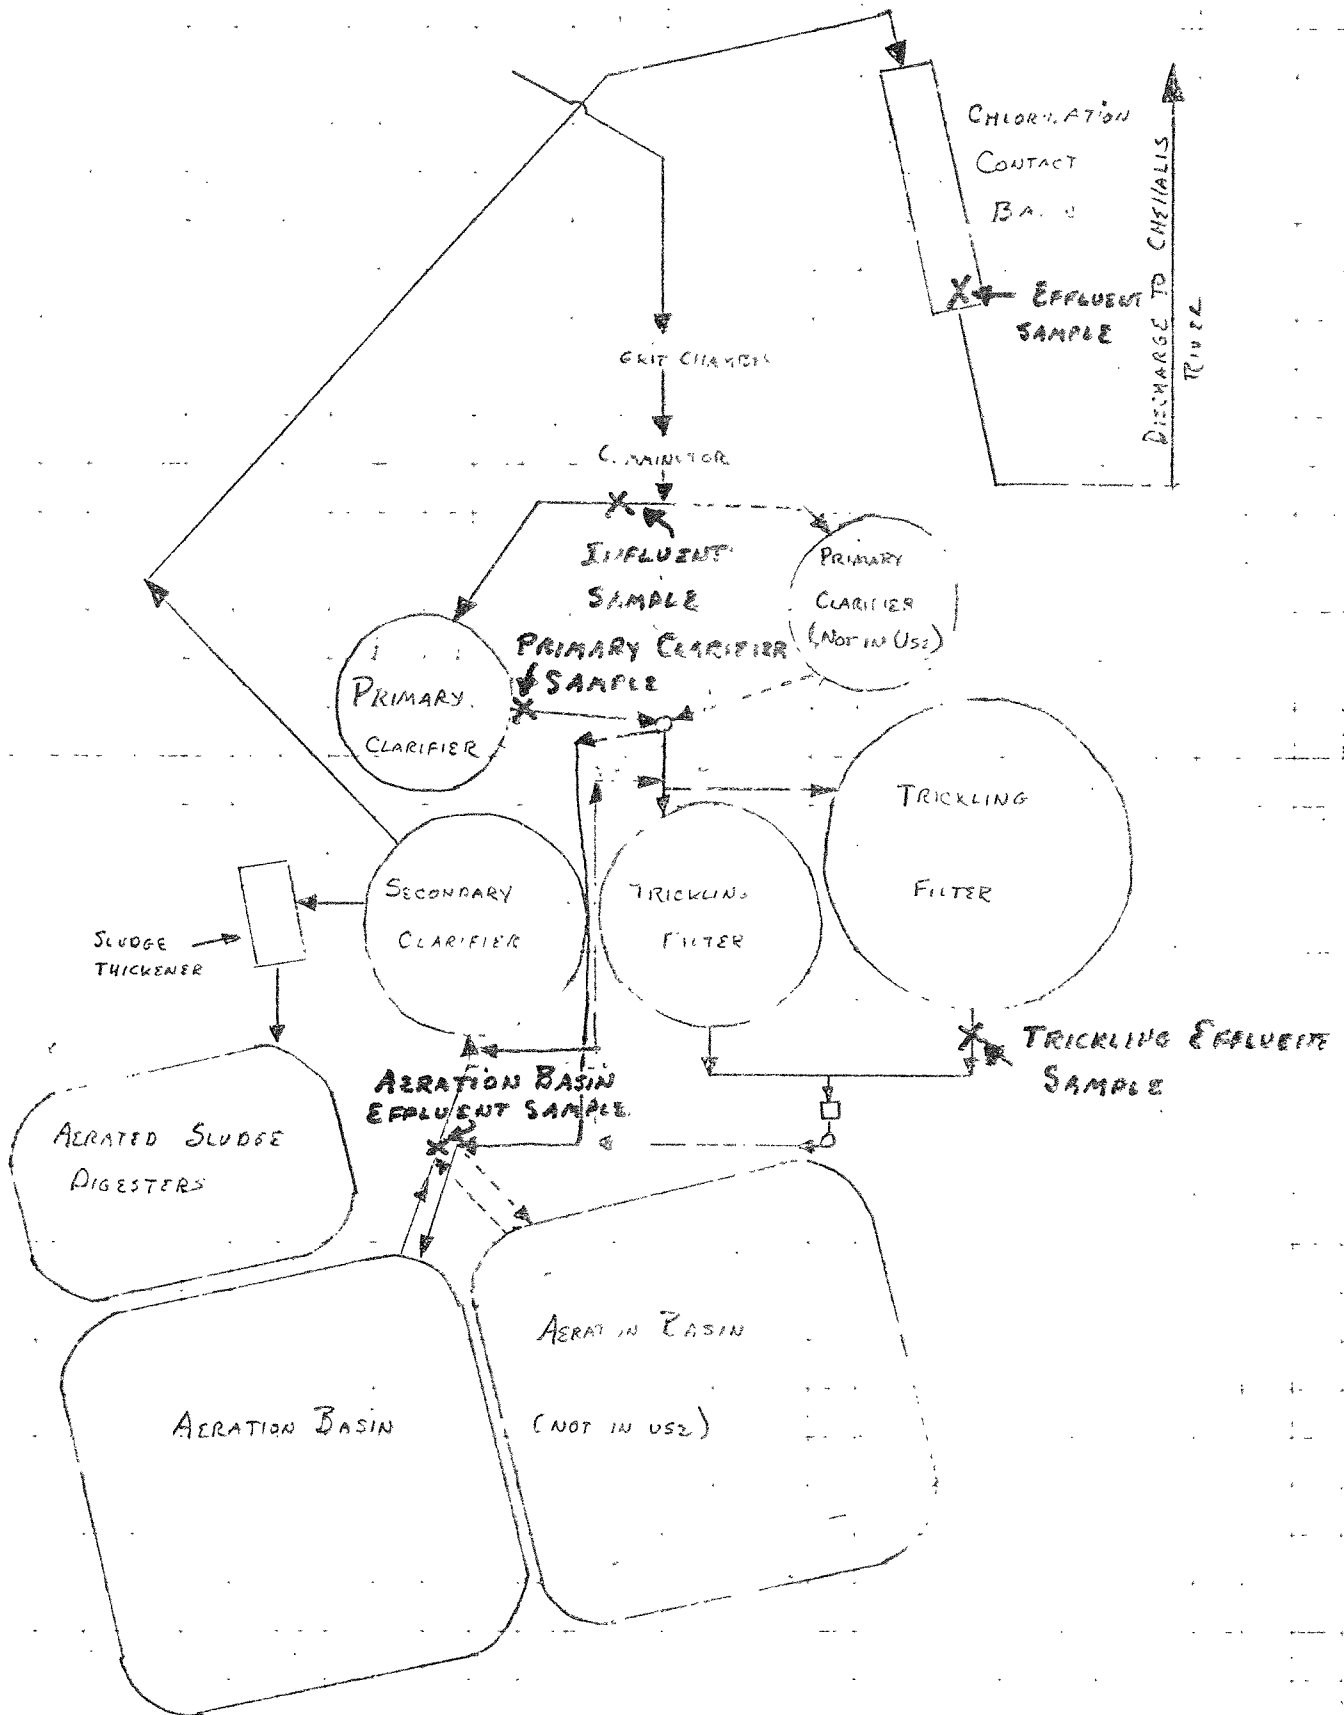 CONTACT
EFFLUENT
SAMPLE
DISCHARGE TO CHEHALIS
RIVER
GRIT CHAMBER
INFLUENT
SAMPLE
PRIMARY
CLARIFIER
(NOT IN USE)
PRIMARY CLARIFIER
SAMPLE
PRIMARY
CLARIFIER
TRICKLING
FILTER
SECONDARY
CLARIFIER
TRICKLING
FILTER
SLUDGE
THICKENER
TRICKLING EFFLUENT
SAMPLE
AERATION BASIN
EFFLUENT SAMPLE
AERATED SLUDGE
DIGESTERS
AERATION BASIN
(NOT IN USE)
AERATION BASIN